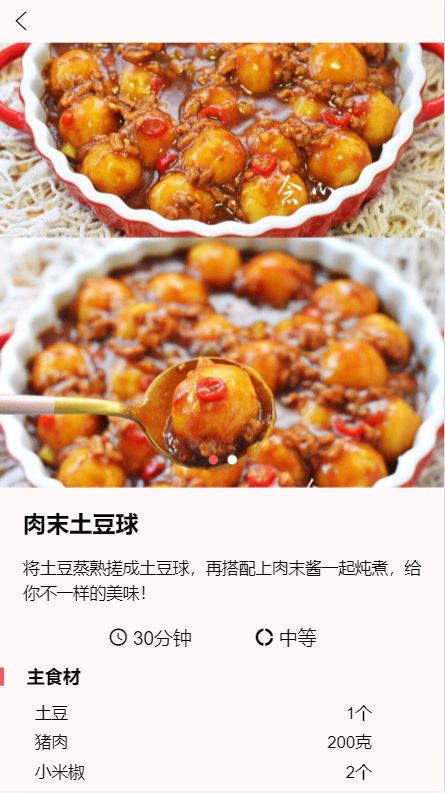 肉末土豆球
将土豆蒸熟搓成土豆球，再搭配上肉末酱一起炖煮，给
你不一样的美味！
30分钟 中等
主食材
土豆 1个
猪肉 200克
小米椒 2个